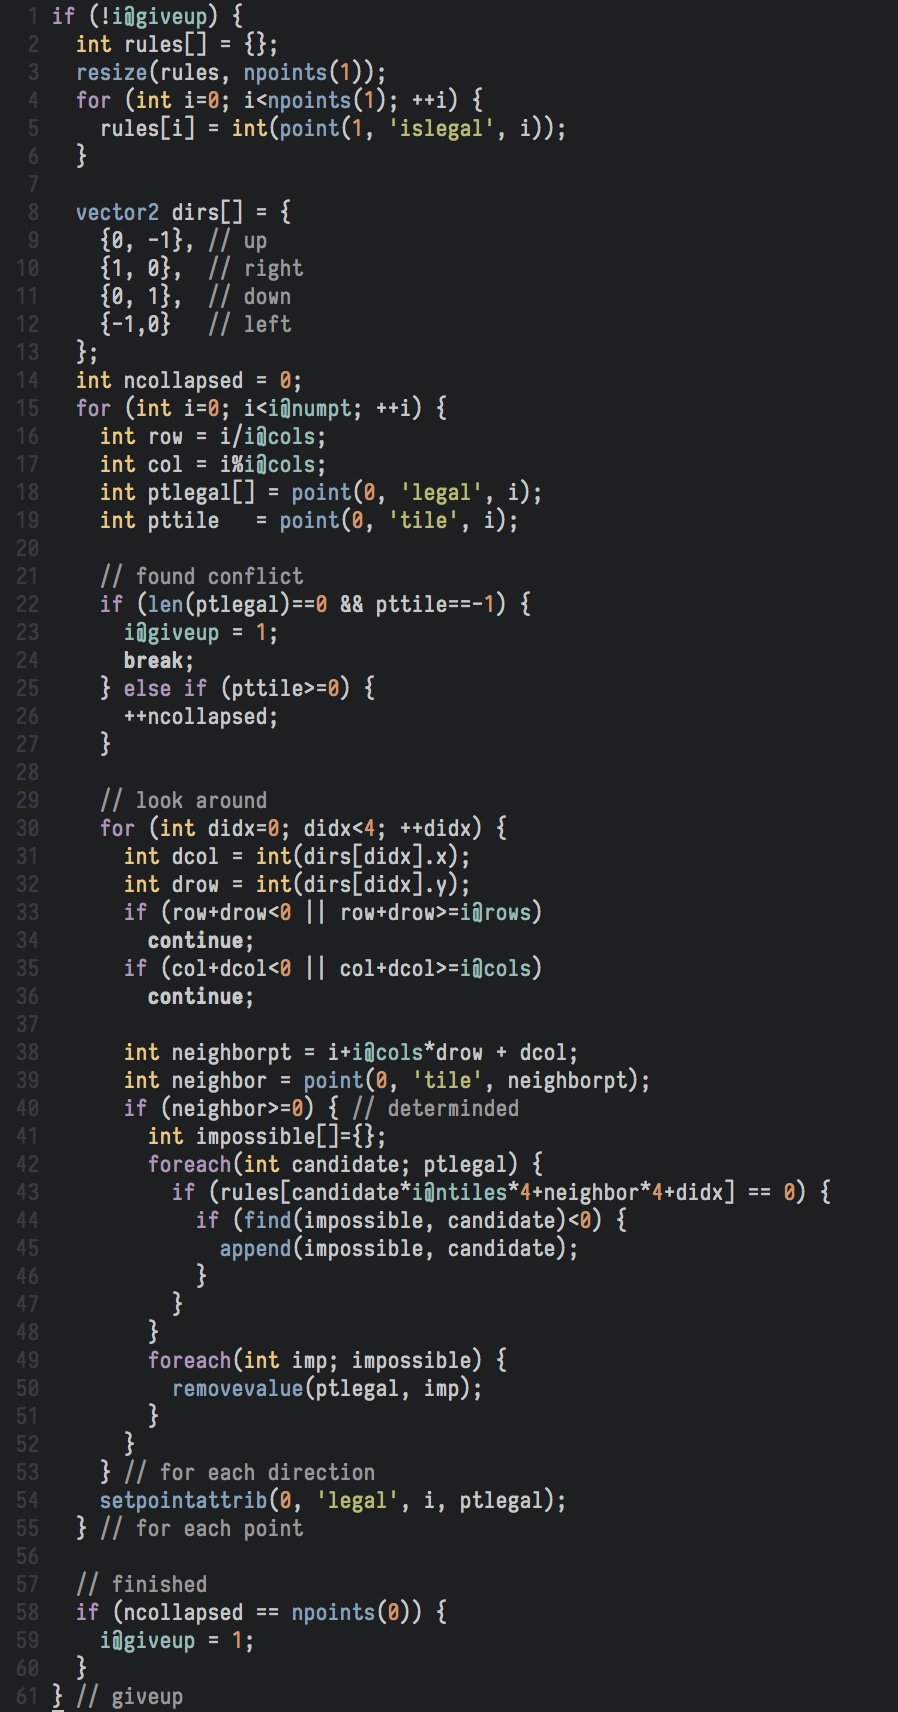 1 if (!i@giveup) {
2   int rules[] = {};
3   resize(rules, npoints(1));
4   for (int i=0; i<npoints(1); ++i) {
5     rules[i] = int(point(1, 'islegal', i));
6   }
7
8   vector2 dirs[] = {
9     {0, -1}, // up
10     {1, 0},  // right
11     {0, 1},  // down
12     {-1,0}   // left
13   };
14   int ncollapsed = 0;
15   for (int i=0; i<i@numpt; ++i) {
16     int row = i/i@cols;
17     int col = i%i@cols;
18     int ptlegal[] = point(0, 'legal', i);
19     int pttile   = point(0, 'tile', i);
20
21     // found conflict
22     if (len(ptlegal)==0 && pttile==-1) {
23       i@giveup = 1;
24       break;
25     } else if (pttile>=0) {
26       ++ncollapsed;
27     }
28
29     // look around
30     for (int didx=0; didx<4; ++didx) {
31       int dcol = int(dirs[didx].x);
32       int drow = int(dirs[didx].y);
33       if (row+drow<0 || row+drow>=i@rows)
34         continue;
35       if (col+dcol<0 || col+dcol>=i@cols)
36         continue;
37
38       int neighborpt = i+i@cols*drow + dcol;
39       int neighbor = point(0, 'tile', neighborpt);
40       if (neighbor>=0) { // determinded
41         int impossible[]={};
42         foreach(int candidate; ptlegal) {
43           if (rules[candidate*i@ntiles*4+neighbor*4+didx] == 0) {
44             if (find(impossible, candidate)<0) {
45               append(impossible, candidate);
46             }
47           }
48         }
49         foreach(int imp; impossible) {
50           removevalue(ptlegal, imp);
51         }
52       }
53     } // for each direction
54     setpointattrib(0, 'legal', i, ptlegal);
55   } // for each point
56
57   // finished
58   if (ncollapsed == npoints(0)) {
59     i@giveup = 1;
60   }
61 } // giveup